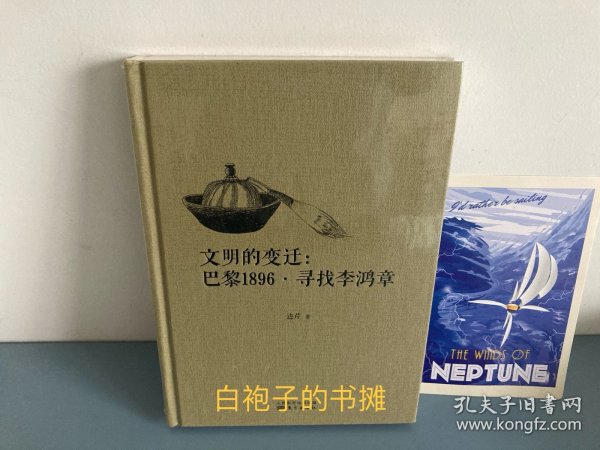 文明的变迁:
巴黎1896·寻找李鸿章
边芹 著
白袍子的书摊
I'd rather be sailing
THE WINDS OF
NEPTUNE
孔夫子旧书网
www.kongfz.com